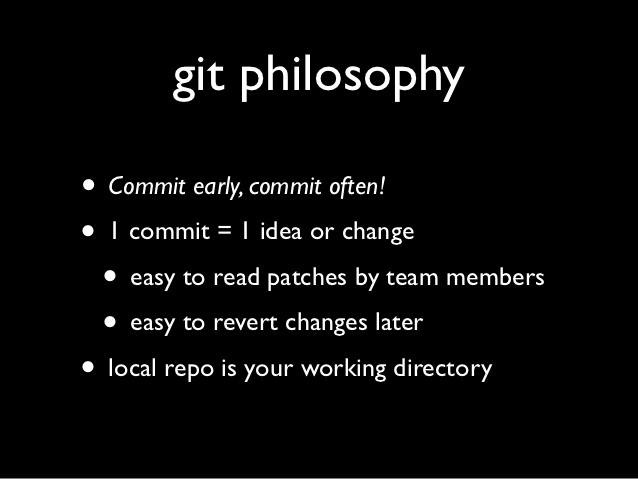 git philosophy
• Commit early, commit often!
• 1 commit = 1 idea or change
• easy to read patches by team members
• easy to revert changes later
• local repo is your working directory